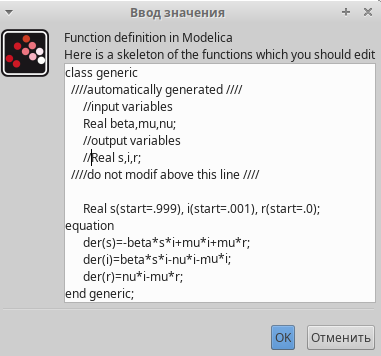 Ввод значения
Function definition in Modelica
Here is a skeleton of the functions which you should edit
class generic
////automatically generated ////
//input variables
Real beta,mu,nu;
//output variables
//Real s,i,r;
////do not modif above this line ////
Real s(start=.999), i(start=.001), r(start=.0);
equation
der(s)=-beta*s*i+mu*i+mu*r;
der(i)=beta*s*i-nu*i-mu*i;
der(r)=nu*i-mu*r;
end generic;
OK Отменить